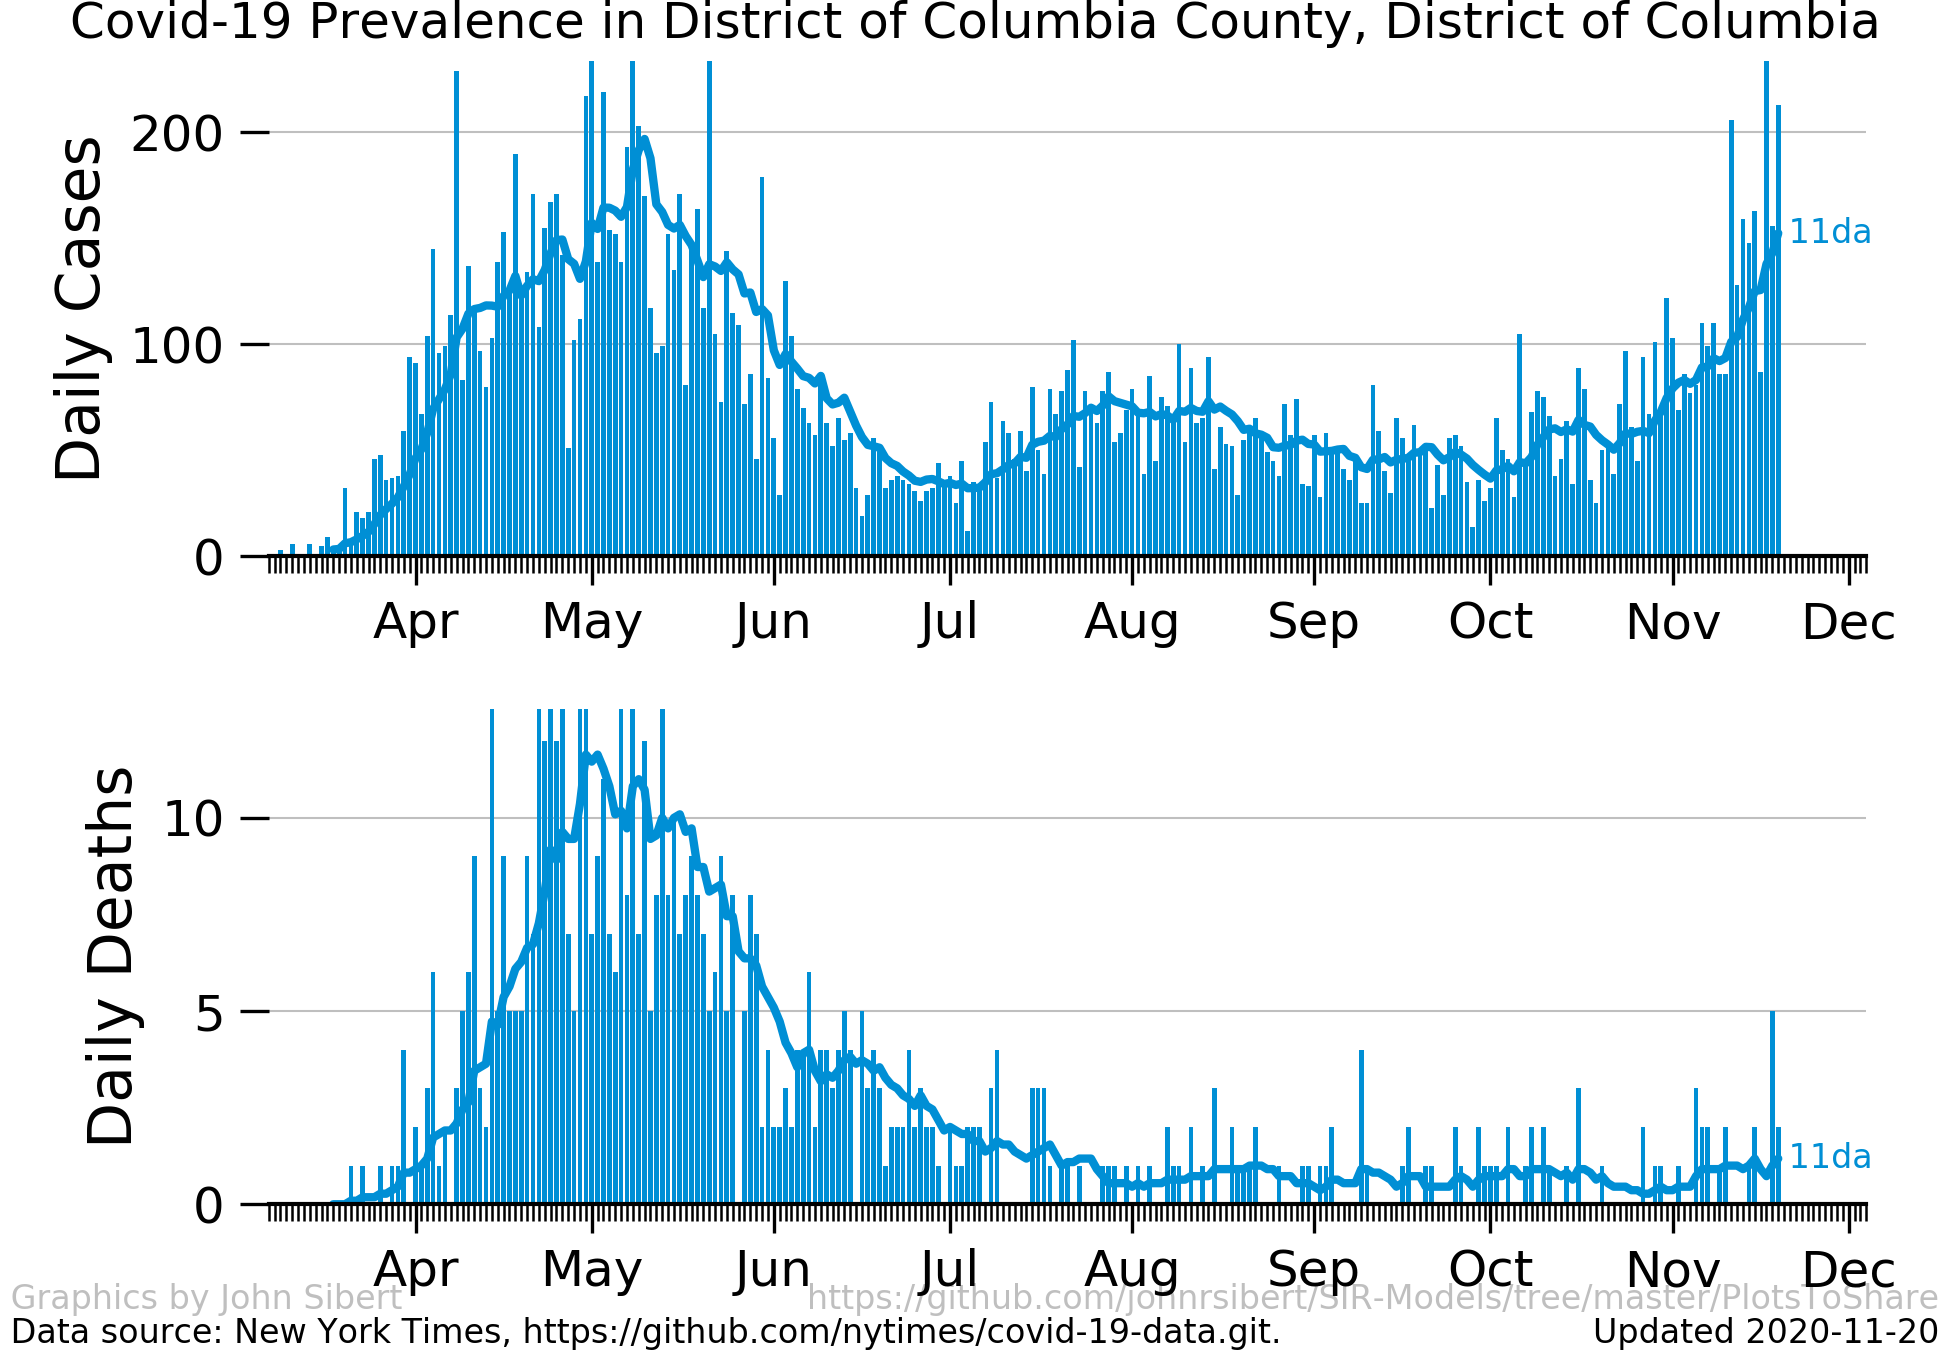 Covid-19 Prevalence in District of Columbia County, District of Columbia
Daily Cases
200
100
0
11da
Apr May Jun Jul Aug Sep Oct Nov Dec
Daily Deaths
10
5
0
11da
Apr May Jun Jul Aug Sep Oct Nov Dec
Graphics by John Sibert https://github.com/johnrsibert/SIR-Models/tree/master/PlotsToShare
Data source: New York Times, https://github.com/nytimes/covid-19-data.git. Updated 2020-11-20